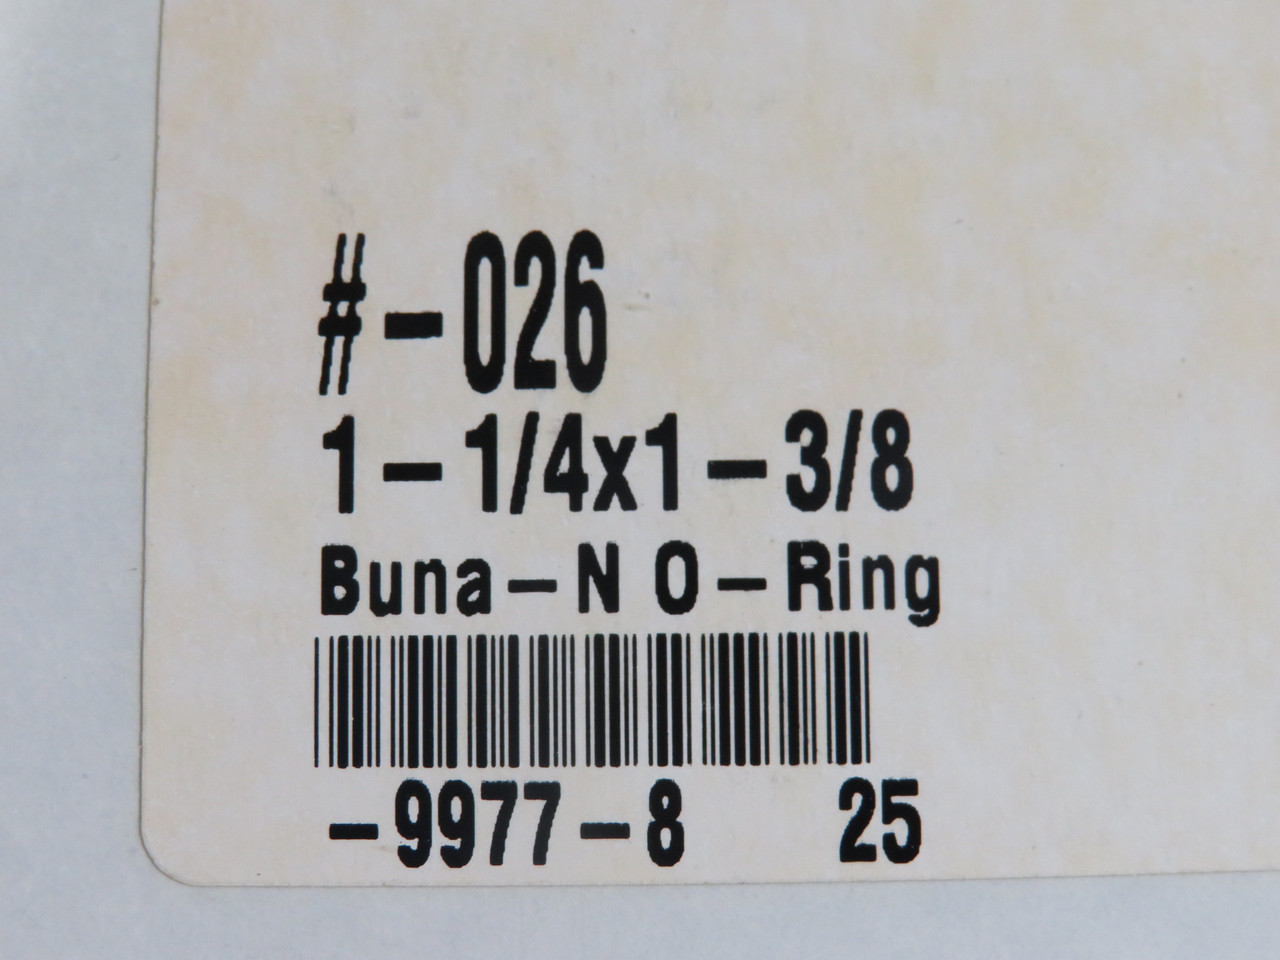 #-026
1-1/4x1-3/8
Buna-N O-Ring
-9977-8 25